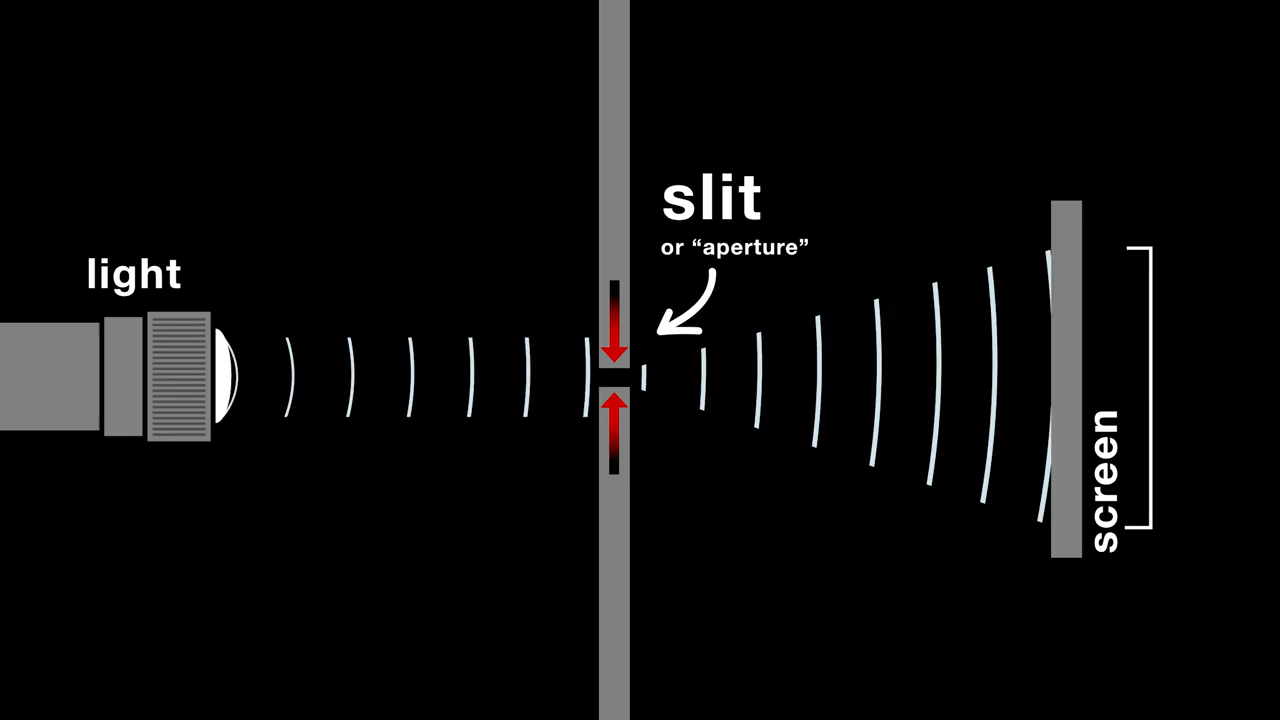 light
slit
or “aperture”
screen